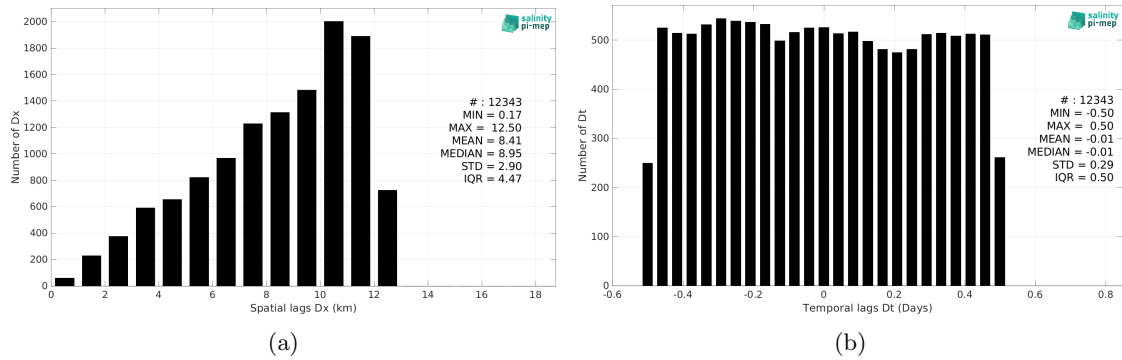 2000
1800
1600
1400
1200
1000
800
600
400
200
0
Number of Dx
0 2 4 6 8 10 12 14 16 18
Spatial lags Dx (km)
salinity
pi-mep
# : 12343
MIN = 0.17
MAX = 12.50
MEAN = 8.41
MEDIAN = 8.95
STD = 2.90
IQR = 4.47
(a)
500
400
300
200
100
0
Number of Dt
-0.6 -0.4 -0.2 0 0.2 0.4 0.6 0.8
Temporal lags Dt (Days)
salinity
pi-mep
# : 12343
MIN = -0.50
MAX = 0.50
MEAN = -0.01
MEDIAN = -0.01
STD = 0.29
IQR = 0.50
(b)